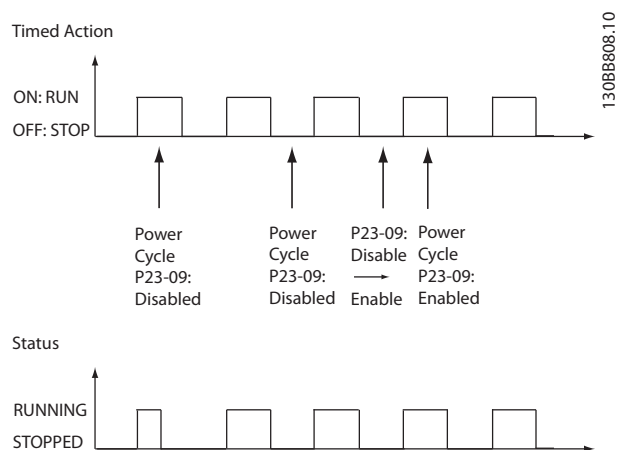 Timed Action
130BB808.10
ON: RUN
OFF: STOP
Power
Cycle
P23-09:
Disabled
Power
Cycle
P23-09:
Disabled
P23-09:
Disable
Enable
Power
Cycle
P23-09:
Enabled
Status
RUNNING
STOPPED